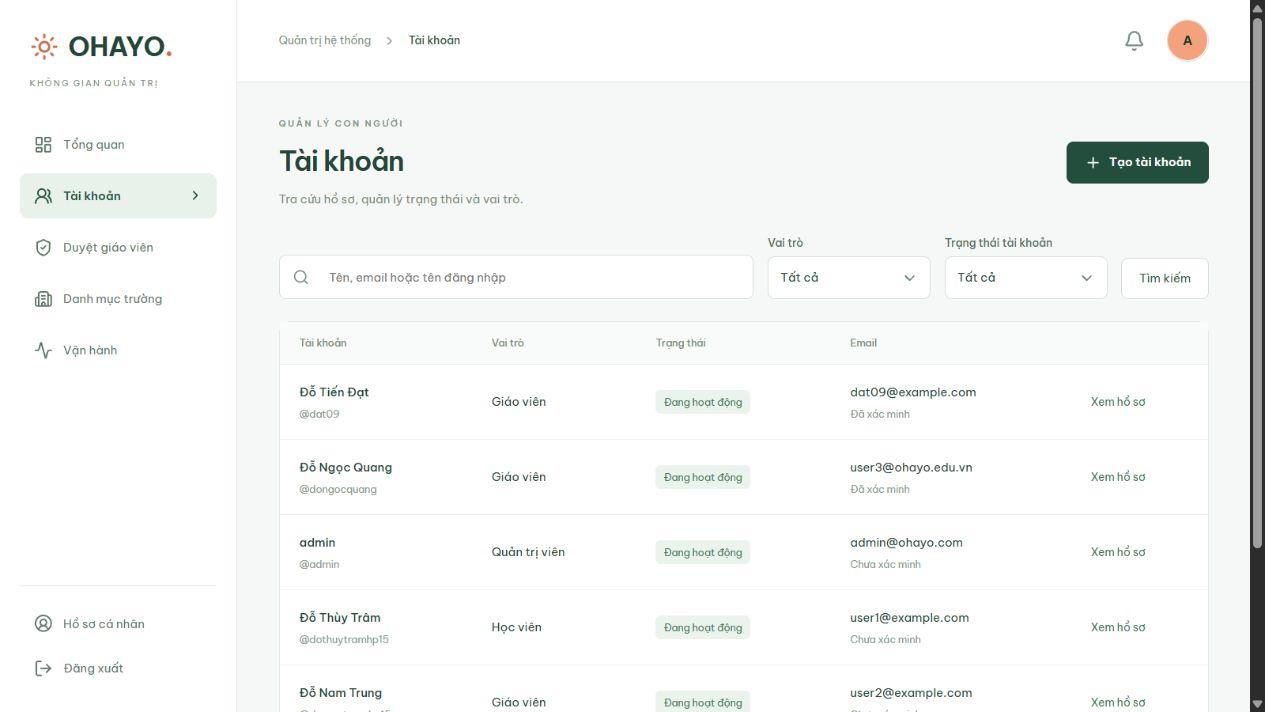 OHAYO.
KHÔNG GIAN QUẢN TRỊ
Tổng quan
Tài khoản
Duyệt giáo viên
Danh mục trường
Vận hành
Hồ sơ cá nhân
Đăng xuất
Quản trị hệ thống > Tài khoản
A
QUẢN LÝ CON NGƯỜI
Tài khoản
Tra cứu hồ sơ, quản lý trạng thái và vai trò.
+ Tạo tài khoản
Vai trò Trạng thái tài khoản
Tên, email hoặc tên đăng nhập Tất cả Tất cả Tìm kiếm
Tài khoản Vai trò Trạng thái Email
Đỗ Tiến Đạt
@dat09
Giáo viên
Đang hoạt động
dat09@example.com
Đã xác minh
Xem hồ sơ
Đỗ Ngọc Quang
@dongocquang
Giáo viên
Đang hoạt động
user3@ohayo.edu.vn
Đã xác minh
Xem hồ sơ
admin
@admin
Quản trị viên
Đang hoạt động
admin@ohayo.com
Chưa xác minh
Xem hồ sơ
Đỗ Thùy Trâm
@dothuytramhp15
Học viên
Đang hoạt động
user1@example.com
Chưa xác minh
Xem hồ sơ
Đỗ Nam Trung
Giáo viên
Đang hoạt động
user2@example.com
Xem hồ sơ